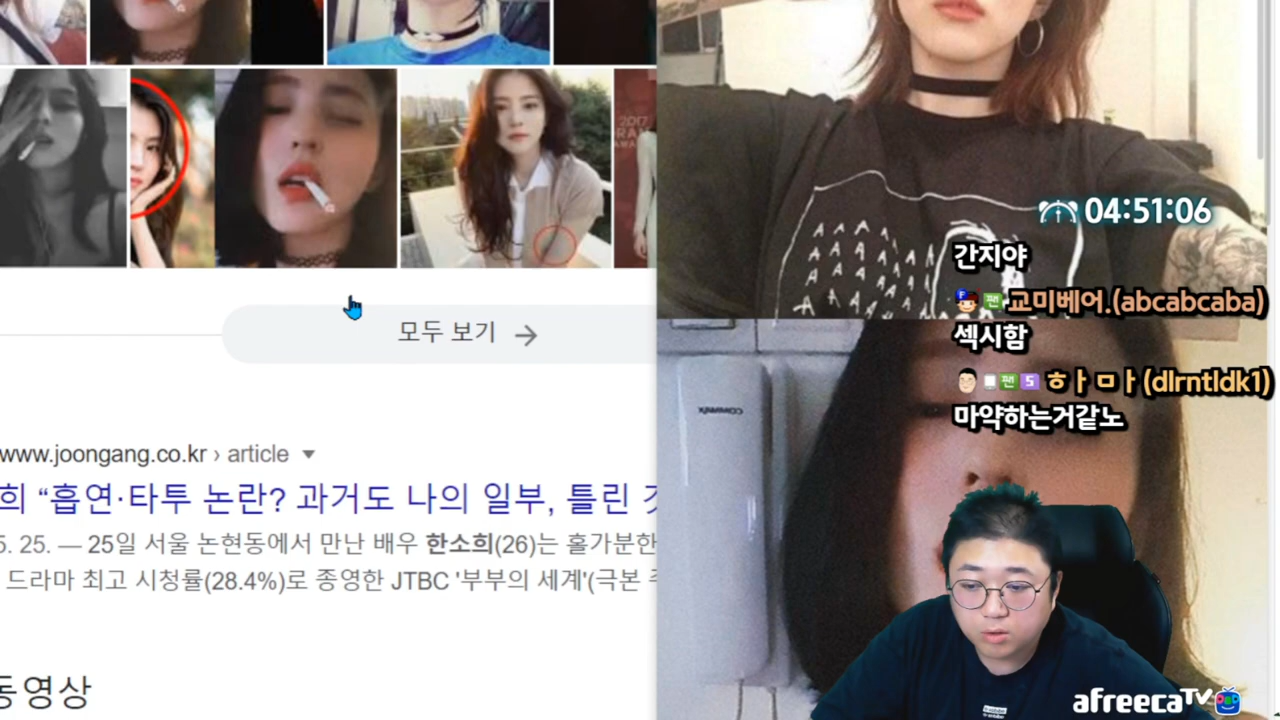 2017
04:51:06
간지야
교미베어.(abcabcaba)
섹시함
팬 S ㅎㅏㅁㅏ(dlrntldk1)
마약하는거같노
모두 보기 →
www.joongang.co.kr › article
희 “흡연·타투 논란? 과거도 나의 일부, 틀린
5. 25. — 25일 서울 논현동에서 만난 배우 한소희(26)는 홀가분한
드라마 최고 시청률(28.4%)로 종영한 JTBC '부부의 세계'(극본
동영상
afreecaTV